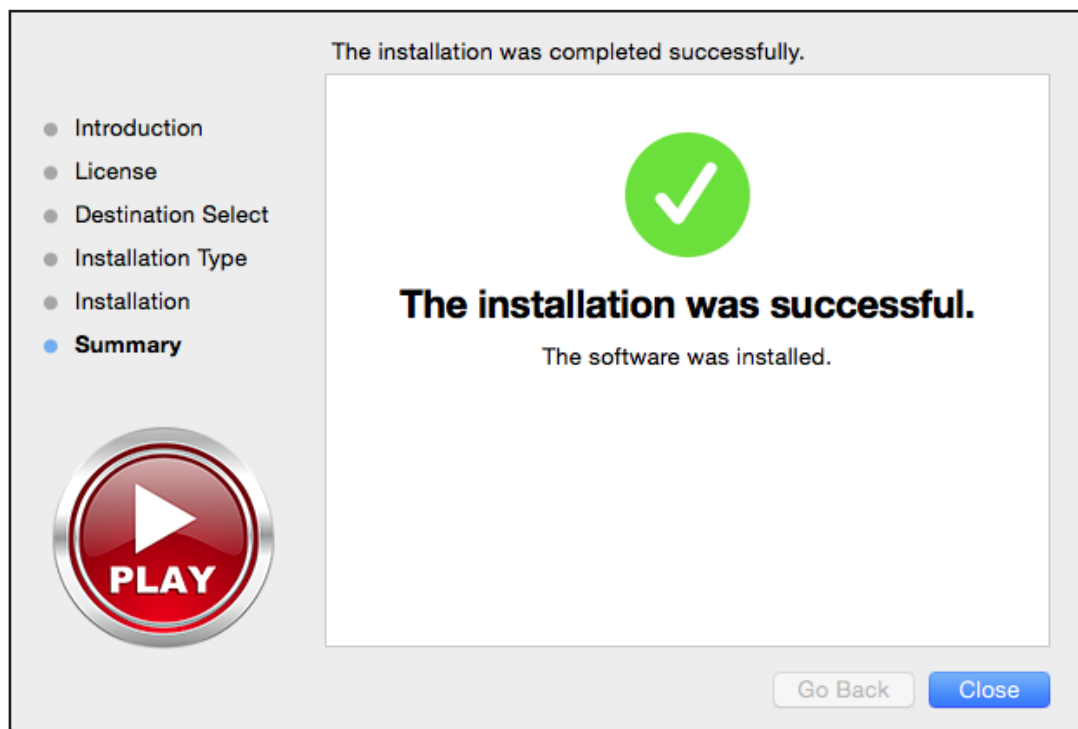 The installation was completed successfully.
Introduction
License
Destination Select
Installation Type
Installation
Summary
PLAY
The installation was successful.
The software was installed.
Go Back
Close